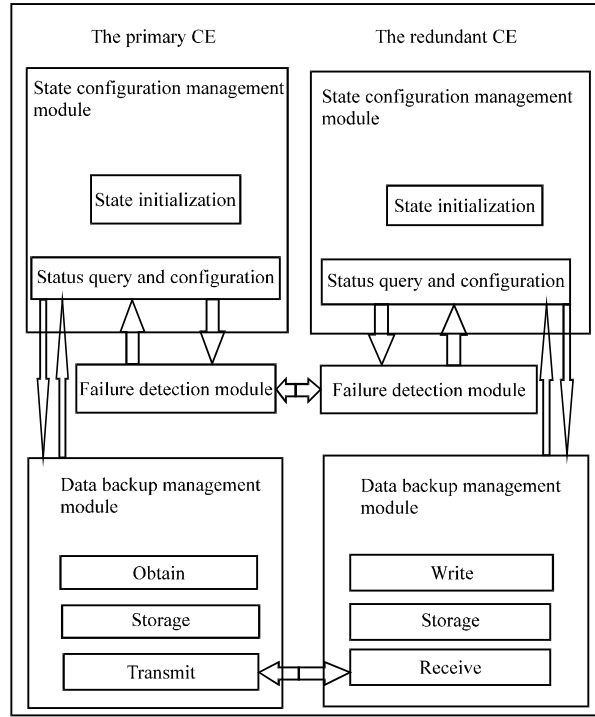 The primary CE
The redundant CE
State configuration management
module
State initialization
Status query and configuration
Failure detection module
Data backup management
module
Obtain
Storage
Transmit
State configuration management
module
State initialization
Status query and configuration
Failure detection module
Data backup management
module
Write
Storage
Receive